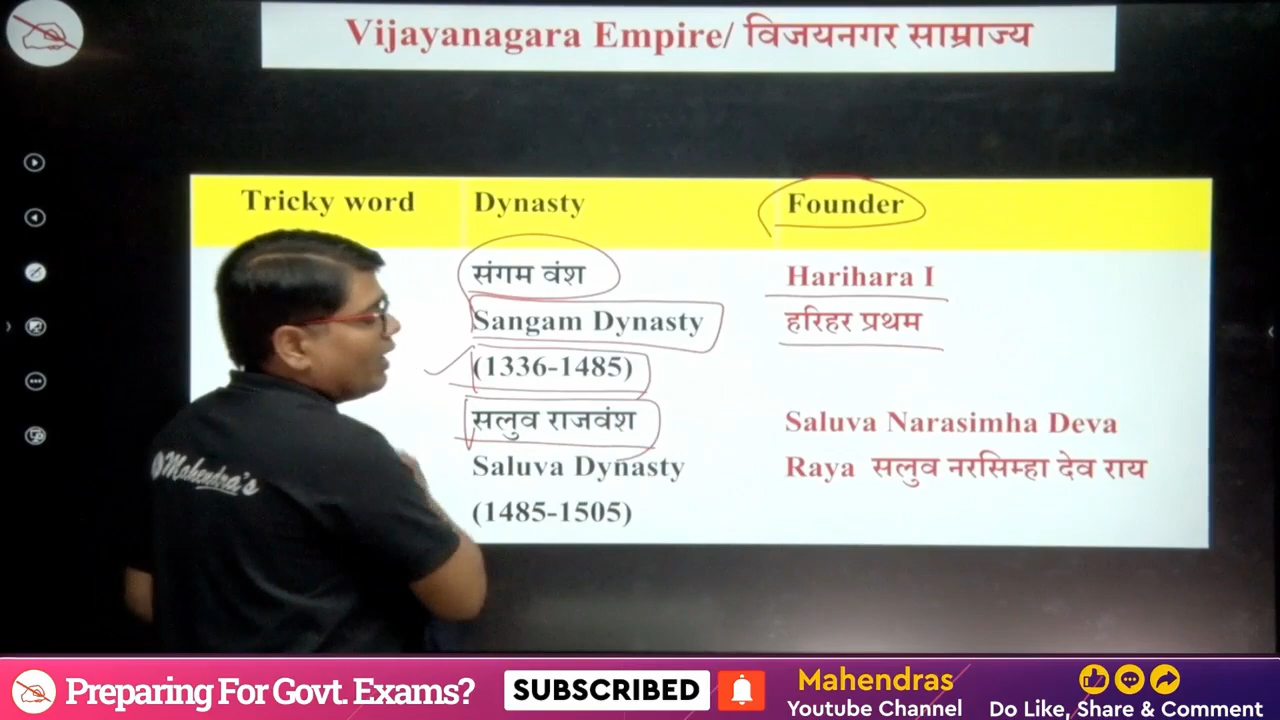 Vijayanagara Empire/ विजयनगर साम्राज्य
Tricky word Dynasty Founder
संगम वंश Harihara I
Sangam Dynasty हरिहर प्रथम
(1336-1485)
सलुव राजवंश Saluva Narasimha Deva
Saluva Dynasty Raya सलुव नरसिम्हा देव राय
(1485-1505)
Mahendra's
Preparing For Govt. Exams? SUBSCRIBED Mahendras
Youtube Channel Do Like, Share & Comment